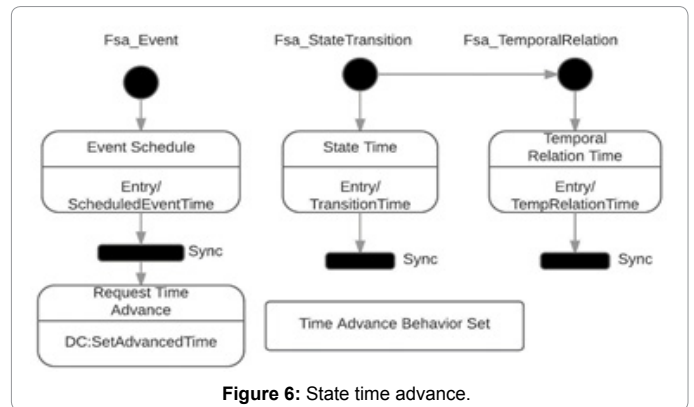 Fsa_Event
Fsa_StateTransition
Fsa_TemporalRelation
Event Schedule
Entry/
ScheduledEventTime
State Time
Entry/
TransitionTime
Temporal
Relation Time
Entry/
TempRelationTime
Sync
Sync
Sync
Request Time
Advance
DC:SetAdvancedTime
Time Advance Behavior Set
Figure 6: State time advance.